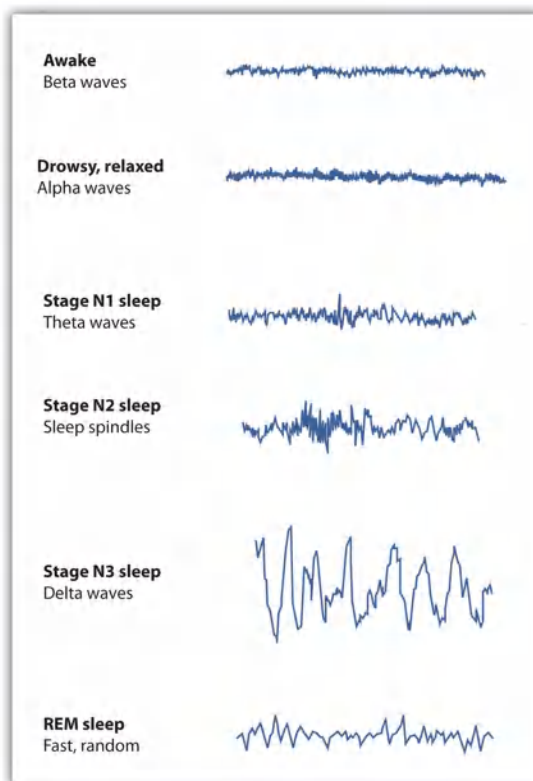 Awake
Beta waves
Drowsy, relaxed
Alpha waves
Stage N1 sleep
Theta waves
Stage N2 sleep
Sleep spindles
Stage N3 sleep
Delta waves
REM sleep
Fast, random